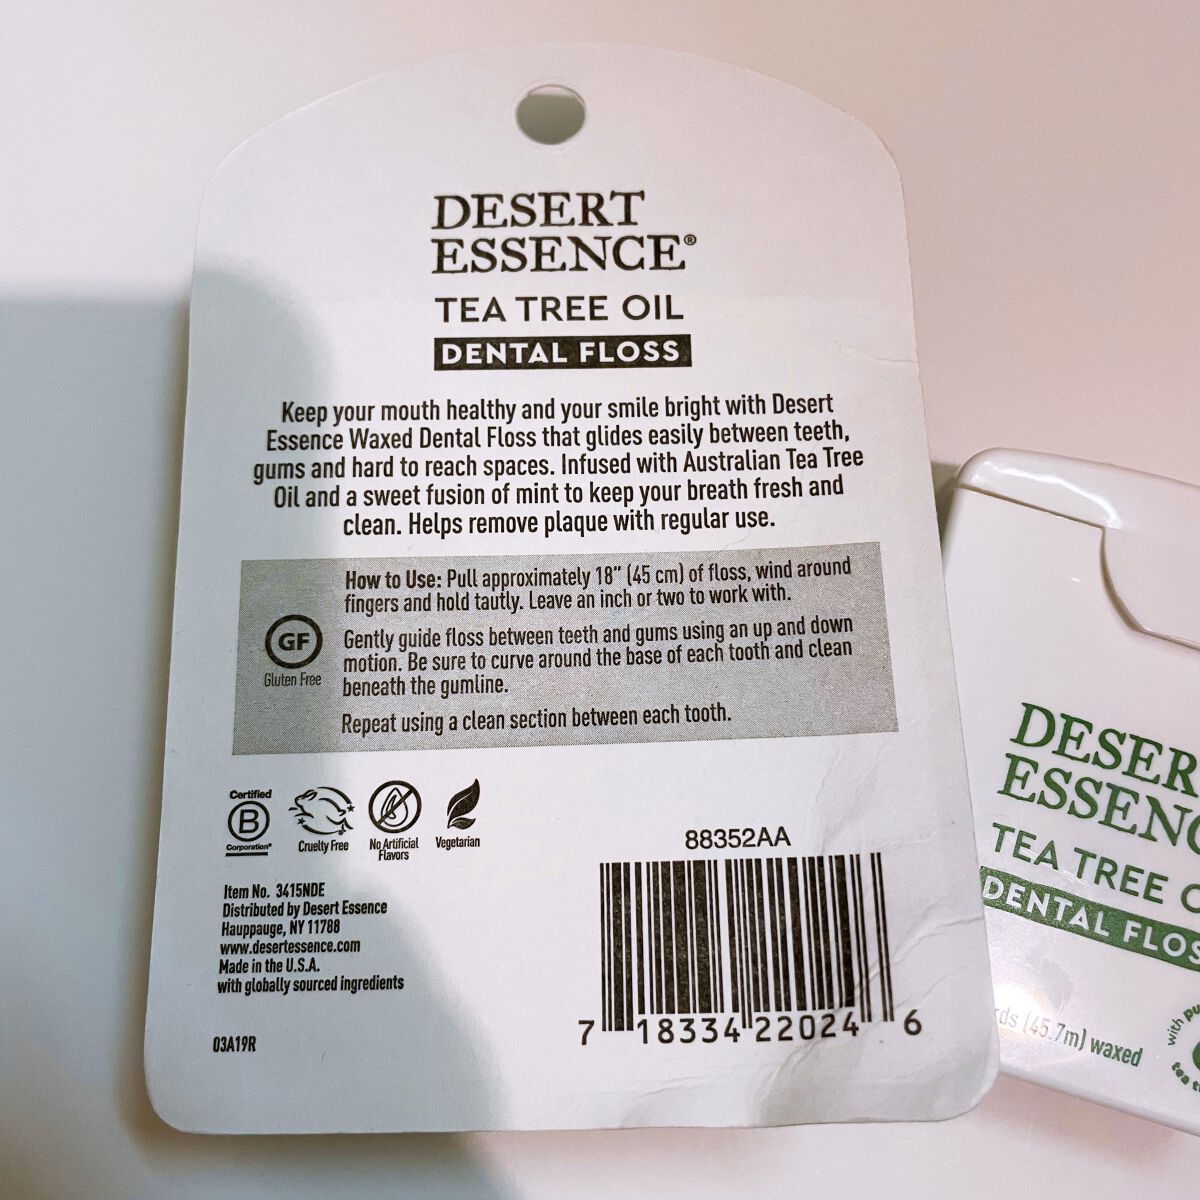 DESERT
ESSENCE®
TEA TREE OIL
DENTAL FLOSS
Keep your mouth healthy and your smile bright with Desert
Essence Waxed Dental Floss that glides easily between teeth,
gums and hard to reach spaces. Infused with Australian Tea Tree
Oil and a sweet fusion of mint to keep your breath fresh and
clean. Helps remove plaque with regular use.
GF
Gluten Free
How to Use: Pull approximately 18" (45 cm) of floss, wind around
fingers and hold tautly. Leave an inch or two to work with.
Gently guide floss between teeth and gums using an up and down
motion. Be sure to curve around the base of each tooth and clean
beneath the gumline.
Repeat using a clean section between each tooth.
Certified
B
Corporation®
Cruelty Free
No Artificial
Flavors
Vegetarian
Item No. 3415NDE
Distributed by Desert Essence
Hauppauge, NY 11788
www.desertessence.com
Made in the U.S.A.
with globally sourced ingredients
03A19R
88352AA
7 18334 22024 6
DESER
ESSENC
TEA TREE O
DENTAL FLOS
rds (45.7m) waxed
with pu
tea t